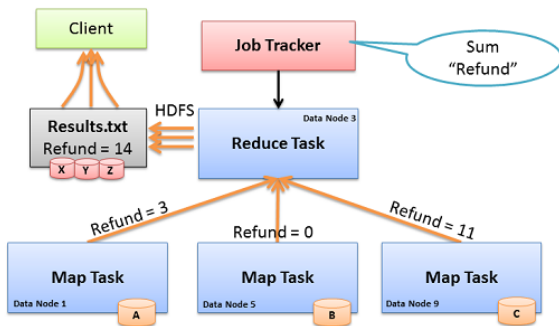 Client
Job Tracker
Sum
"Refund"
HDFS
Results.txt
Refund = 14
X Y Z
Data Node 3
Reduce Task
Refund = 3
Refund = 0
Refund = 11
Map Task
Data Node 1
A
Map Task
Data Node 5
B
Map Task
Data Node 9
C